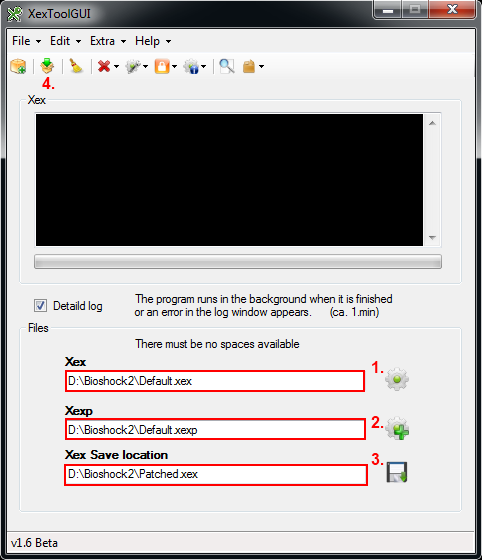 XexToolGUI
File Edit Extra Help
4.
Xex
Detaild log
The program runs in the background when it is finished
or an error in the log window appears. (ca. 1.min)
Files
There must be no spaces available
Xex
1.
D:\Bioshock2\Default.xex
Xexp
2.
D:\Bioshock2\Default.xexp
Xex Save location
3.
D:\Bioshock2\Patched.xex
v1.6 Beta